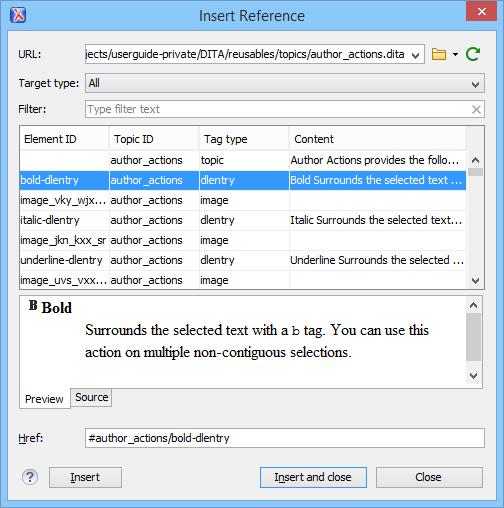 Insert Reference
URL: jects/userguide-private/DITA/reusables/topics/author_actions.dita
Target type: All
Filter: Type filter text
Element ID Topic ID Tag type Content
author_actions topic Author Actions provides the follo...
bold-dlentry author_actions dlentry Bold Surrounds the selected text ...
image_vky_wjx... author_actions image
italic-dlentry author_actions dlentry Italic Surrounds the selected text...
image_jkn_kxx_sr author_actions image
underline-dlentry author_actions dlentry Underline Surrounds the selected ...
image_uvs_vxx... author_actions image
B Bold
Surrounds the selected text with a b tag. You can use this
action on multiple non-contiguous selections.
Preview Source
Href: #author_actions/bold-dlentry
? Insert Insert and close Close